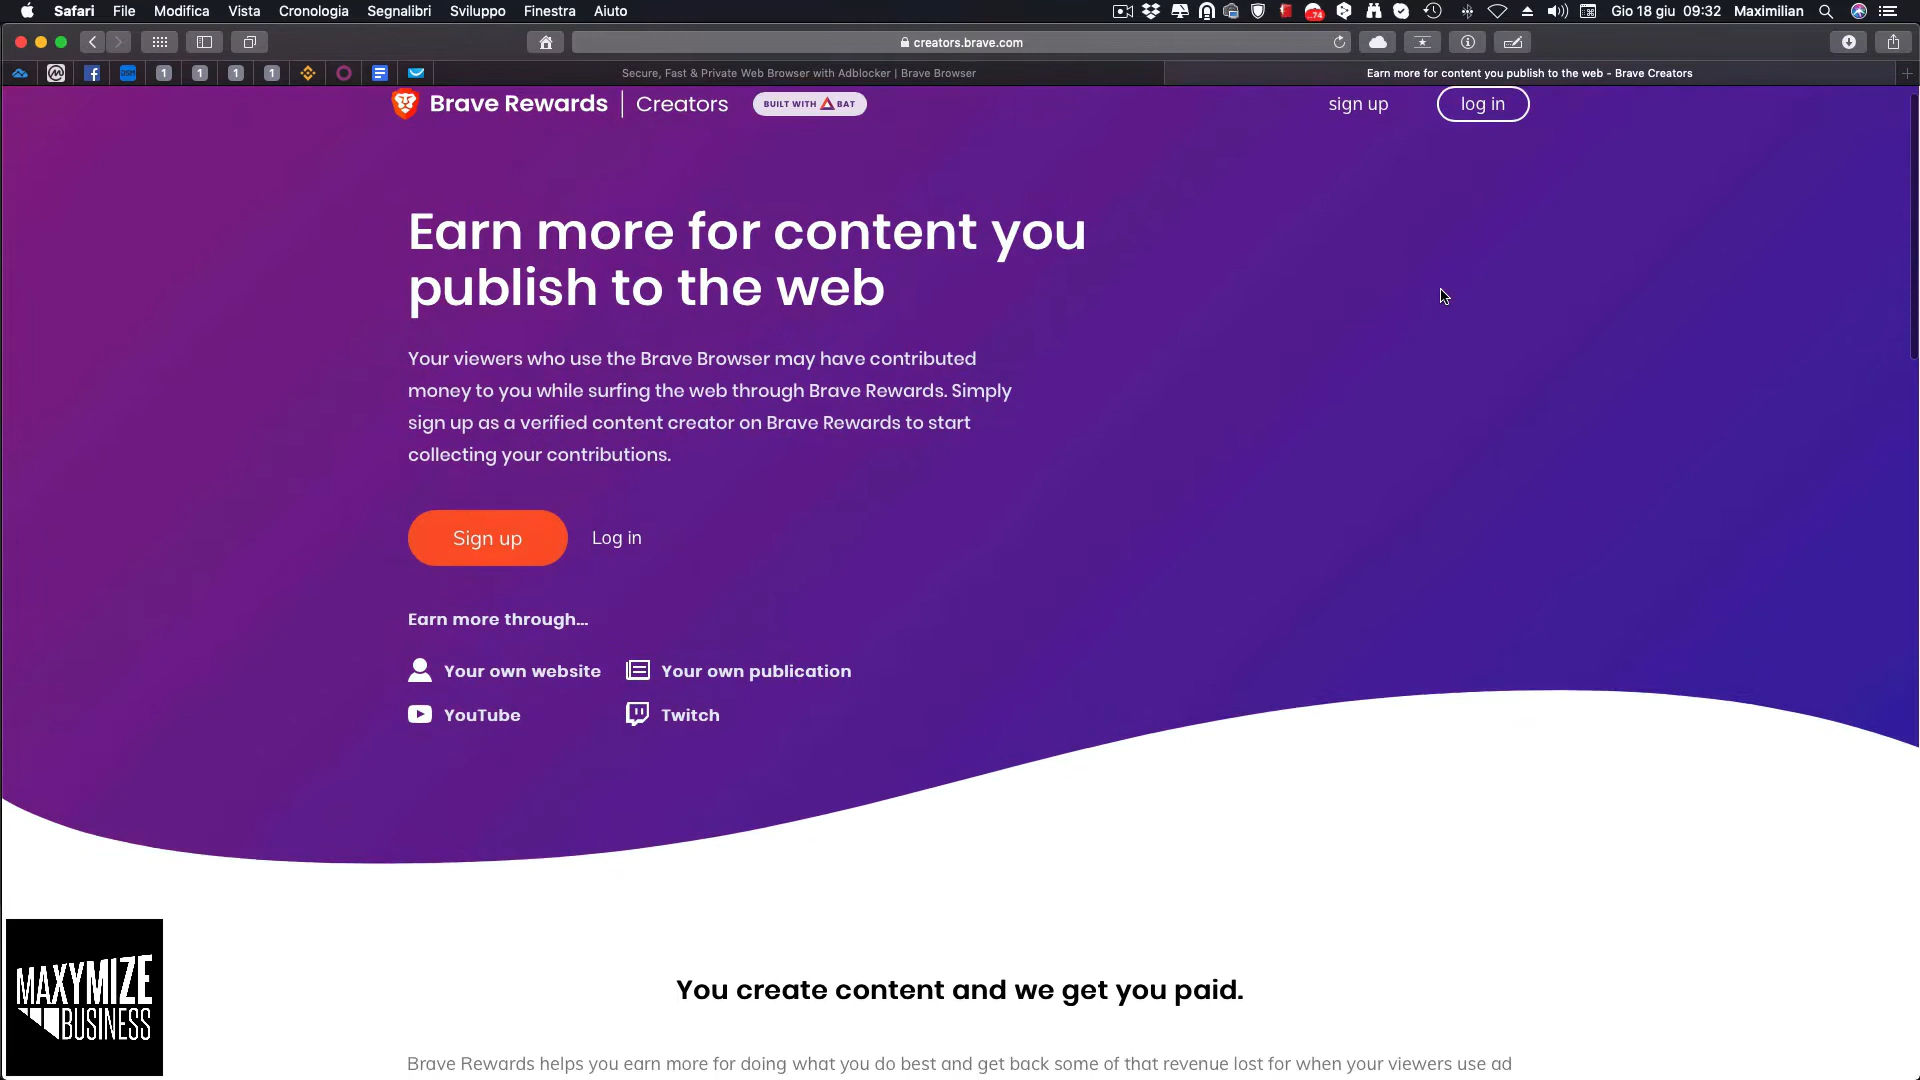 Safari File Modifica Vista Cronologia Segnalibri Sviluppo Finestra Aiuto
74 Gio 18 giu 09:32 Maximilian
creators.brave.com
1 1 1 1
Secure, Fast & Private Web Browser with Adblocker | Brave Browser
Earn more for content you publish to the web - Brave Creators
Brave Rewards | Creators
BUILT WITH BAT
sign up
log in
Earn more for content you
publish to the web
Your viewers who use the Brave Browser may have contributed
money to you while surfing the web through Brave Rewards. Simply
sign up as a verified content creator on Brave Rewards to start
collecting your contributions.
Sign up
Log in
Earn more through...
Your own website
Your own publication
YouTube
Twitch
MAXYMIZE
BUSINESS
You create content and we get you paid.
Brave Rewards helps you earn more for doing what you do best and get back some of that revenue lost for when your viewers use ad